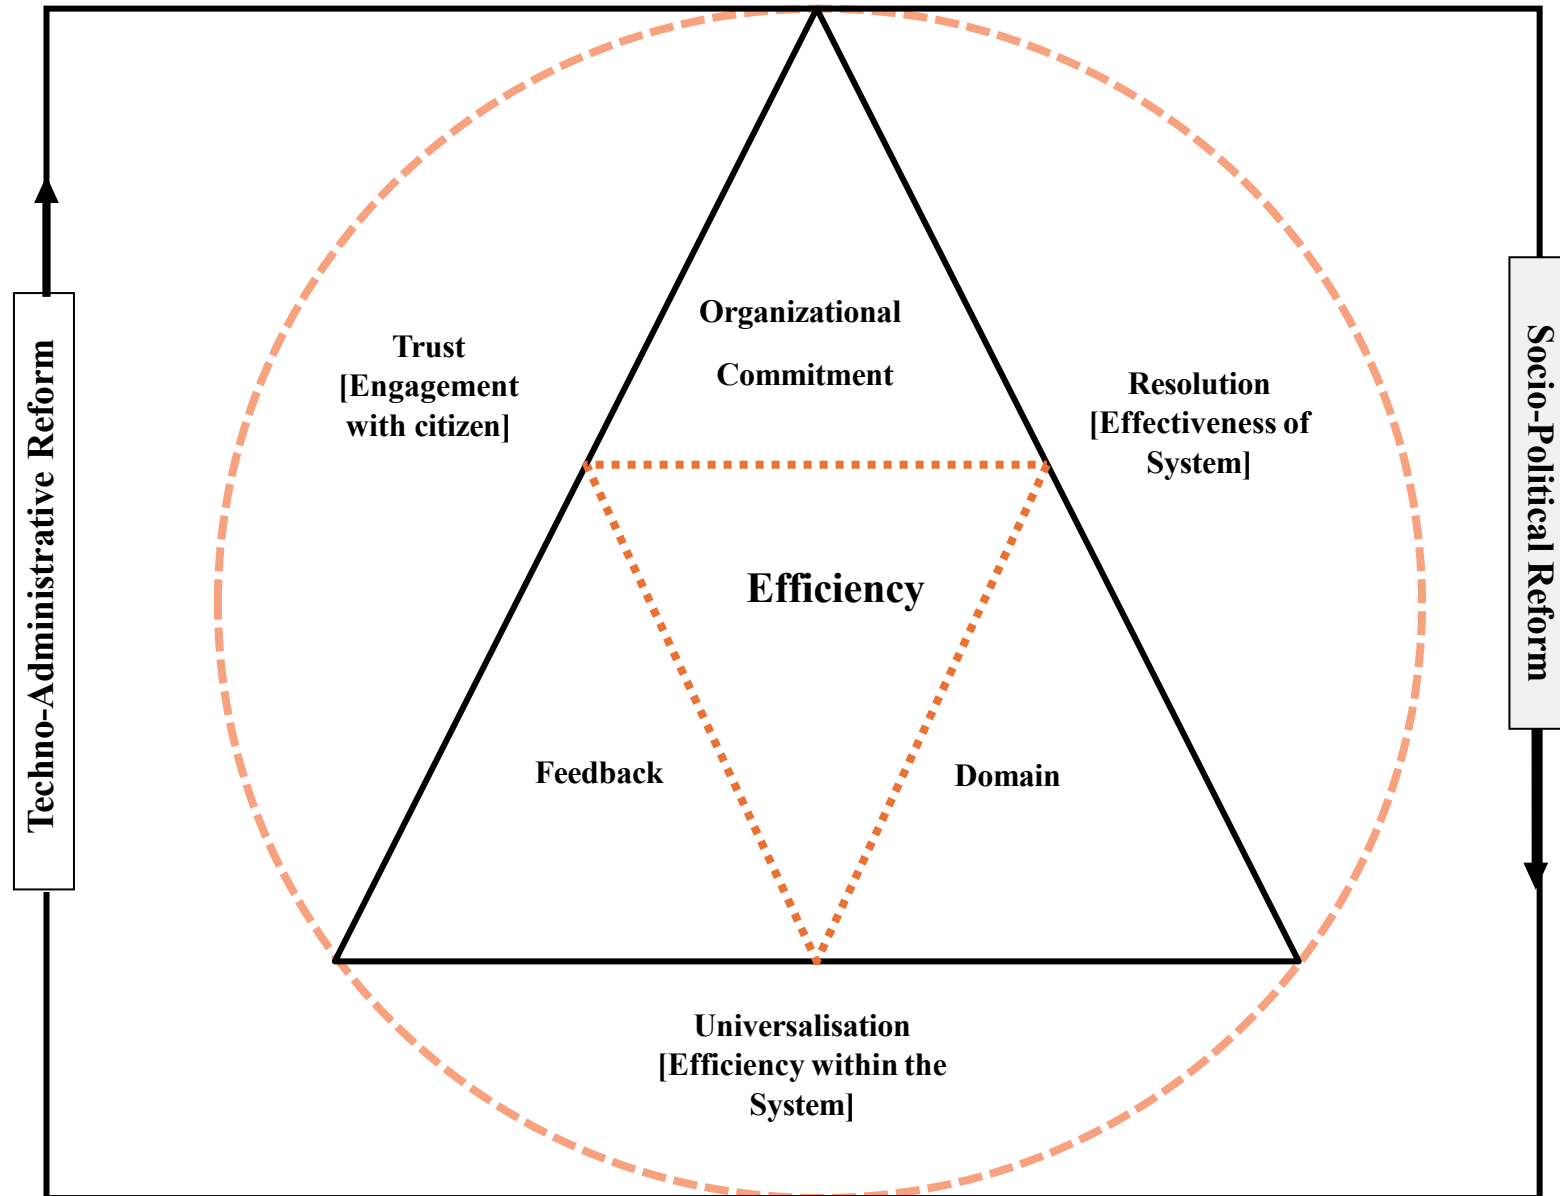 Organizational
Commitment
Trust
[Engagement
with citizen]
Resolution
[Effectiveness of
System]
Techno-Administrative Reform
Socio-Political Reform
Efficiency
Feedback
Domain
Universalisation
[Efficiency within the
System]